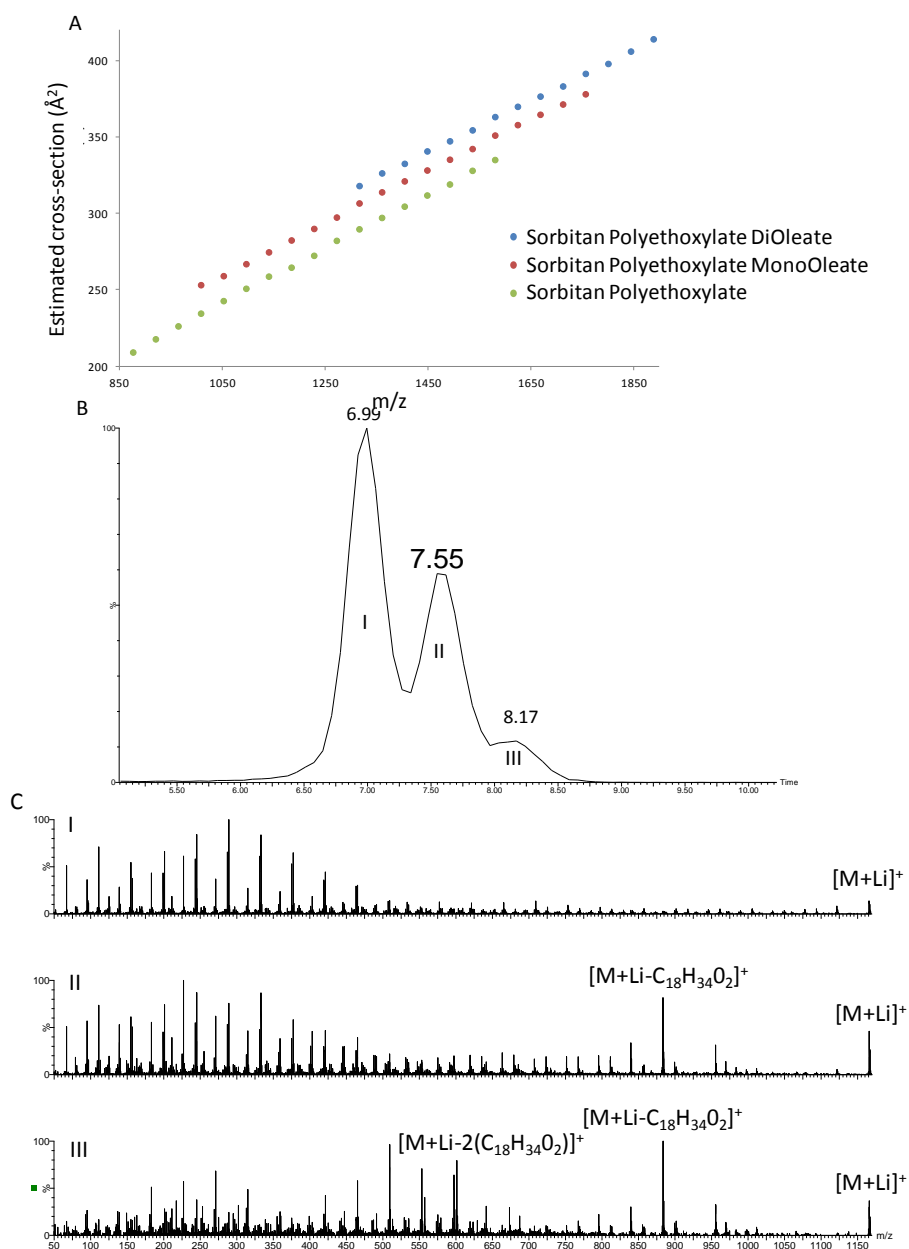 A
Estimated cross-section (Å²)
400
350
300
250
200
850 1050 1250 1450 1650 1850
m/z
Sorbitan Polyethoxylate DiOleate
Sorbitan Polyethoxylate MonoOleate
Sorbitan Polyethoxylate
B
6.99
100
7.55
%
I
II
8.17
III
0
Time
5.50 6.00 6.50 7.00 7.50 8.00 8.50 9.00 9.50 10.00
C
I
100
%
0
[M+Li]⁺
II
100
%
0
[M+Li-C₁₈H₃₄0₂]⁺
[M+Li]⁺
III
100
%
0
[M+Li-2(C₁₈H₃₄0₂)]⁺
[M+Li-C₁₈H₃₄0₂]⁺
[M+Li]⁺
50 100 150 200 250 300 350 400 450 500 550 600 650 700 750 800 850 900 950 1000 1050 1100 1150 m/z